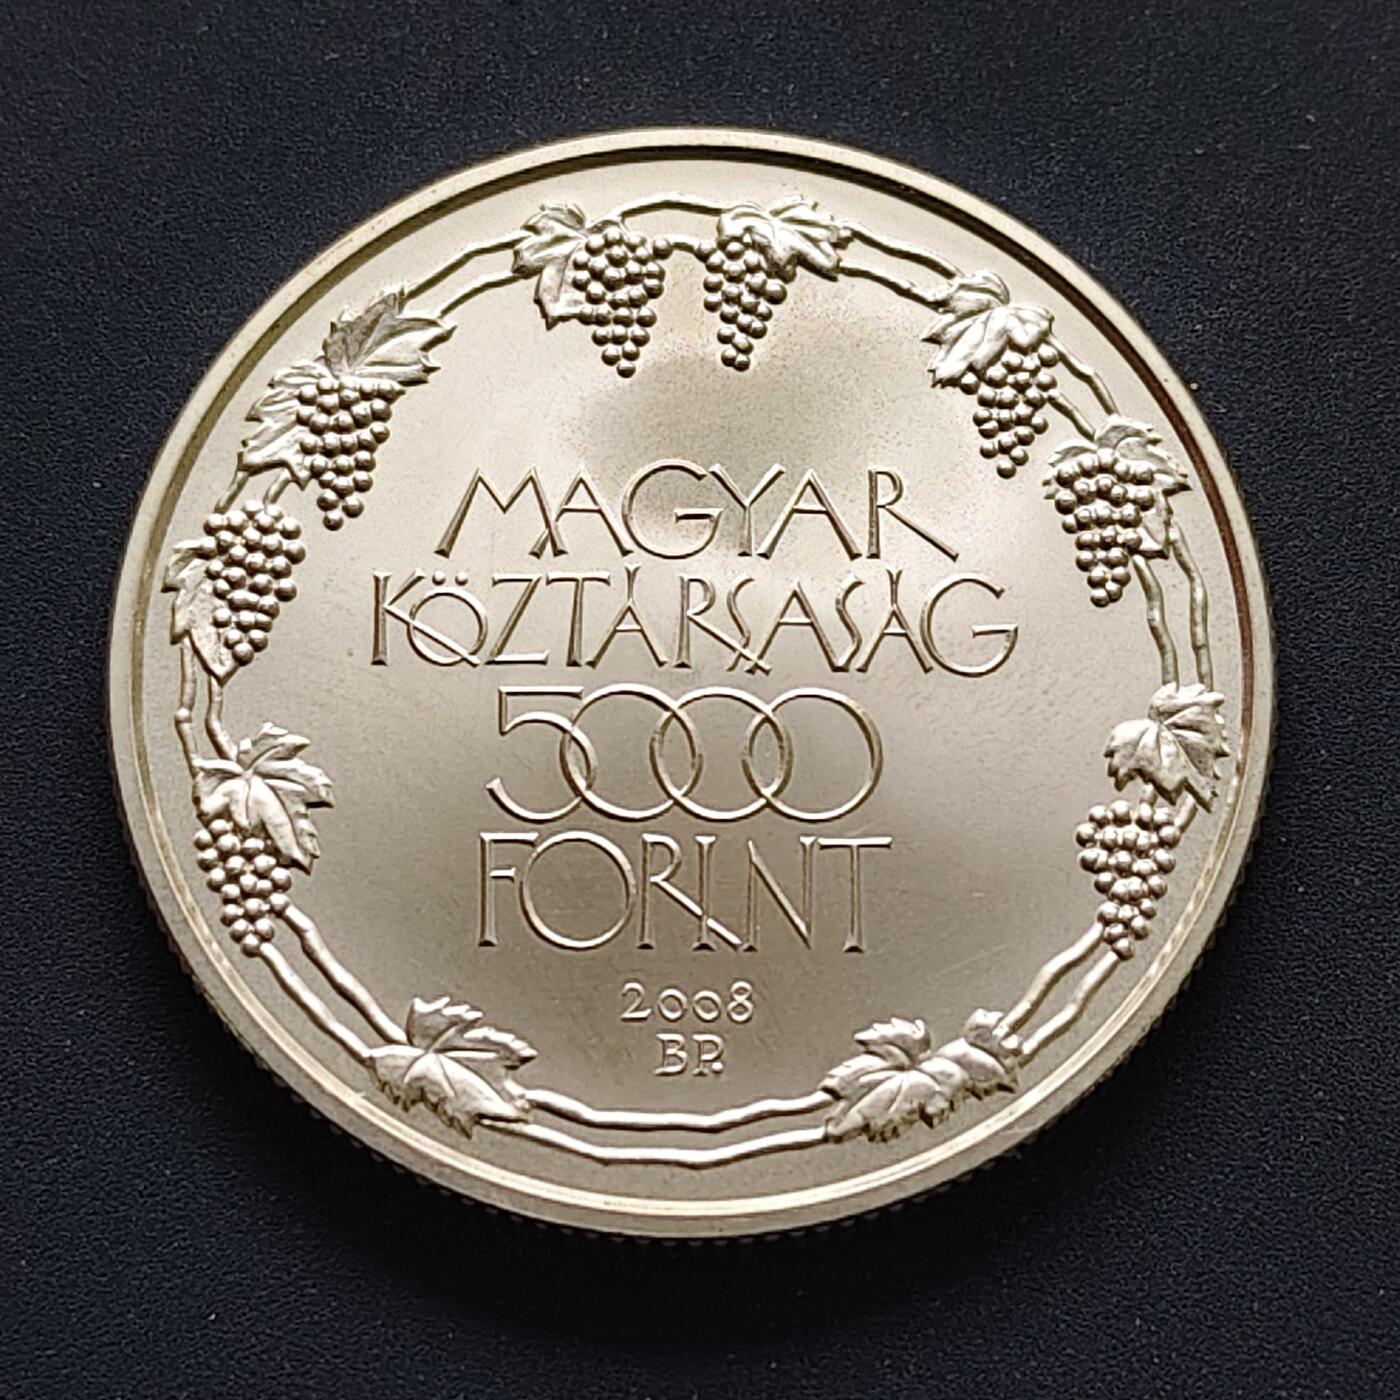 MAGYAR
KÖZTÁRSASÁG
5000
FORINT
2008
BP.